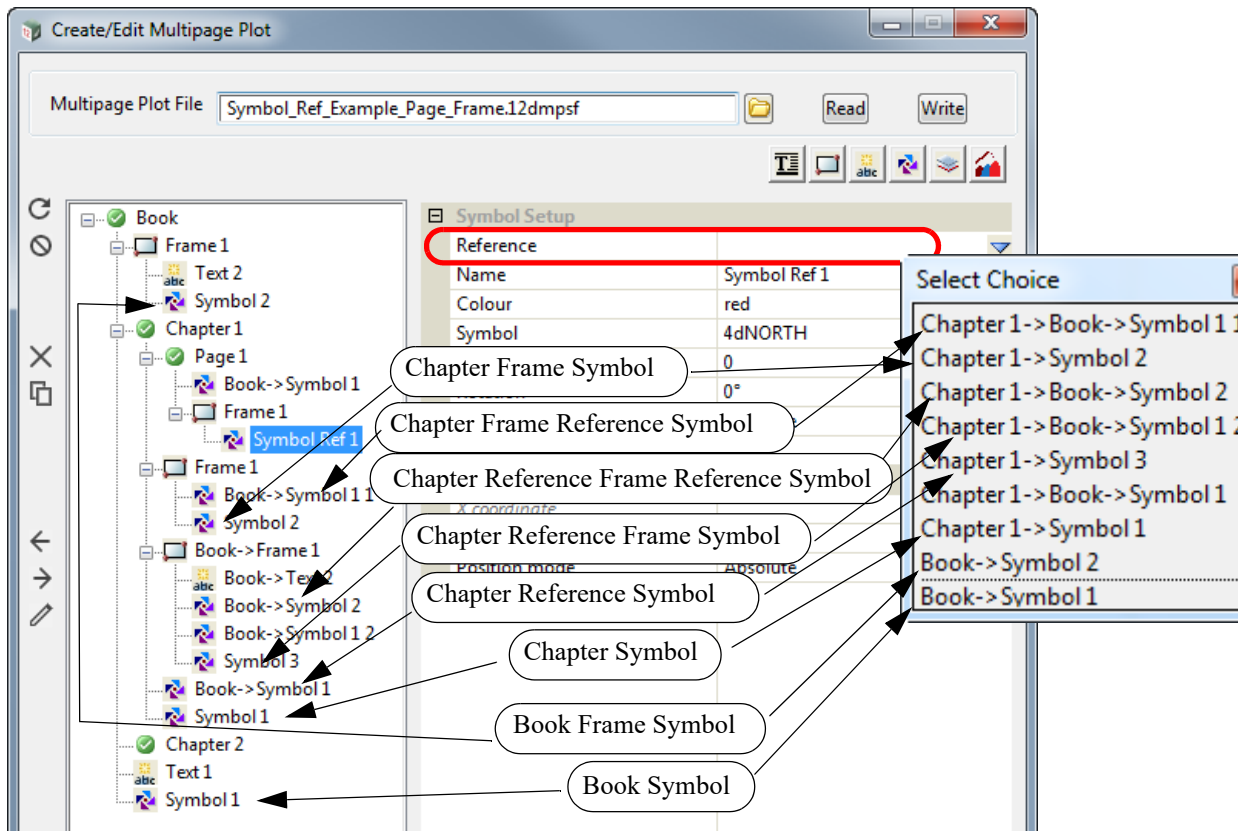 Create/Edit Multipage Plot
Multipage Plot File
Symbol_Ref_Example_Page_Frame.12dmpsf
Read
Write
abc
Book
Frame 1
abc Text 2
Symbol 2
Chapter 1
Page 1
Book->Symbol 1
Frame 1
Symbol Ref 1
Frame 1
Book->Symbol 1 1
Symbol 2
Book->Frame 1
abc Book->Text 2
Book->Symbol 2
Book->Symbol 1 2
Symbol 3
Book->Symbol 1
Symbol 1
Chapter 2
abc Text 1
Symbol 1
Symbol Setup
Reference
Name Symbol Ref 1
Colour red
Symbol 4dNORTH
0
Rotation 0°
X coordinate
Position mode Absolute
Chapter Frame Symbol
Chapter Frame Reference Symbol
Chapter Reference Frame Reference Symbol
Chapter Reference Frame Symbol
Chapter Reference Symbol
Chapter Symbol
Book Frame Symbol
Book Symbol
Select Choice
Chapter 1->Book->Symbol 1 1
Chapter 1->Symbol 2
Chapter 1->Book->Symbol 2
Chapter 1->Book->Symbol 1 2
Chapter 1->Symbol 3
Chapter 1->Book->Symbol 1
Chapter 1->Symbol 1
Book->Symbol 2
Book->Symbol 1